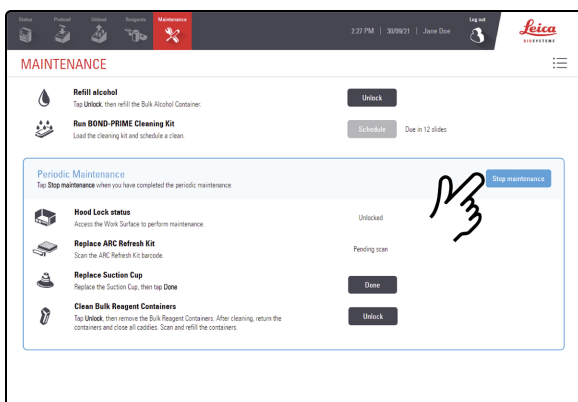 Status Preload Unload Reagents Maintenance
2:27 PM | 30/09/21 | Jane Doe
Log out
Leica
BIOSYSTEMS
MAINTENANCE
Refill alcohol
Tap Unlock, then refill the Bulk Alcohol Container.
Unlock
Run BOND-PRIME Cleaning Kit
Load the cleaning kit and schedule a clean.
Schedule Due in 12 slides
Periodic Maintenance
Tap Stop maintenance when you have completed the periodic maintenance.
Stop maintenance
Hood Lock status
Access the Work Surface to perform maintenance.
Unlocked
Replace ARC Refresh Kit
Scan the ARC Refresh Kit barcode.
Pending scan
Replace Suction Cup
Replace the Suction Cup, then tap Done
Done
Clean Bulk Reagent Containers
Tap Unlock, then remove the Bulk Reagent Containers. After cleaning, return the
containers and close all caddies. Scan and refill the containers.
Unlock